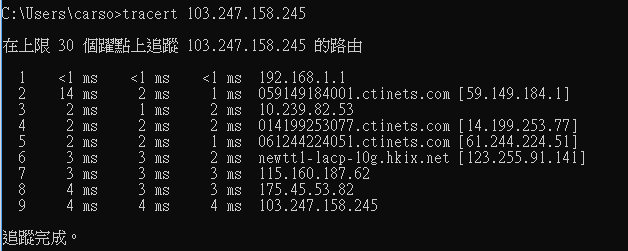 C:\Users\carso>tracert 103.247.158.245
在上限 30 個躍點上追蹤 103.247.158.245 的路由
1 <1 ms <1 ms <1 ms 192.168.1.1
2 14 ms 2 ms 1 ms 059149184001.ctinets.com [59.149.184.1]
3 2 ms 1 ms 2 ms 10.239.82.53
4 2 ms 2 ms 2 ms 014199253077.ctinets.com [14.199.253.77]
5 2 ms 2 ms 1 ms 061244224051.ctinets.com [61.244.224.51]
6 3 ms 3 ms 2 ms newtt1-lacp-10g.hkix.net [123.255.91.141]
7 3 ms 3 ms 3 ms 115.160.187.62
8 4 ms 3 ms 3 ms 175.45.53.82
9 4 ms 4 ms 4 ms 103.247.158.245
追蹤完成。